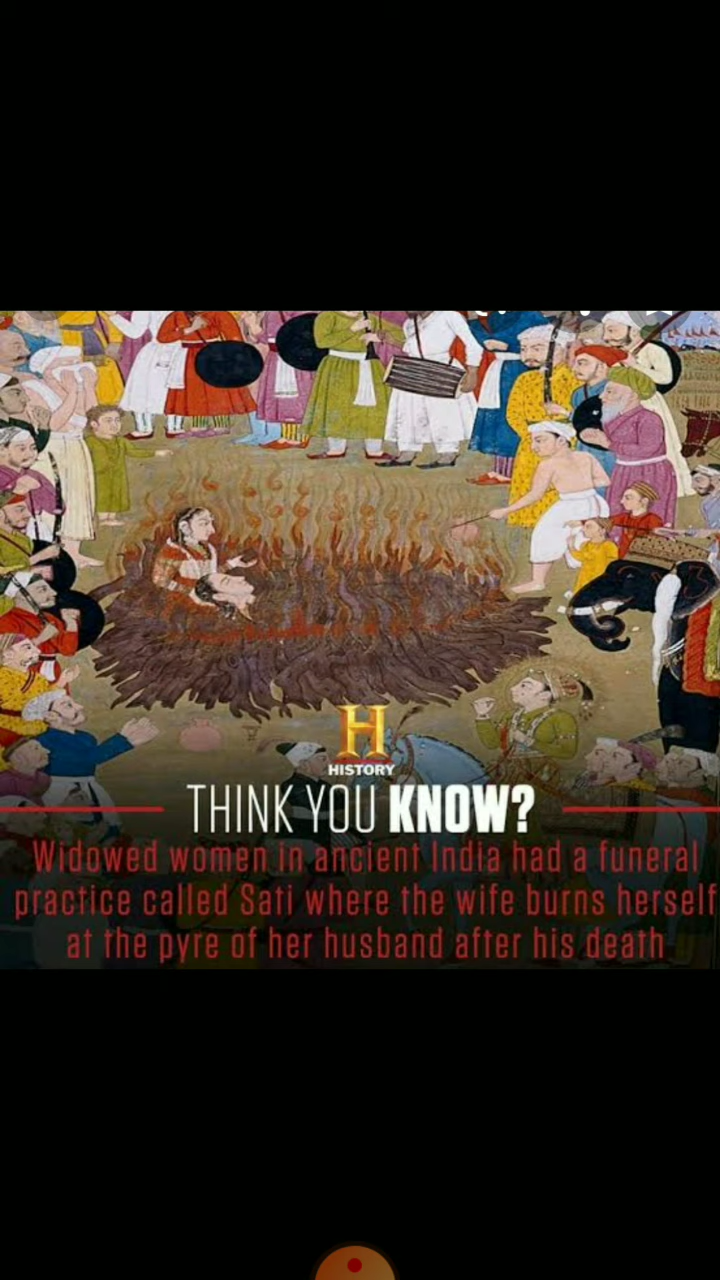 H
HISTORY
THINK YOU KNOW?
Widowed women in ancient India had a funeral
practice called Sati where the wife burns herself
at the pyre of her husband after his death